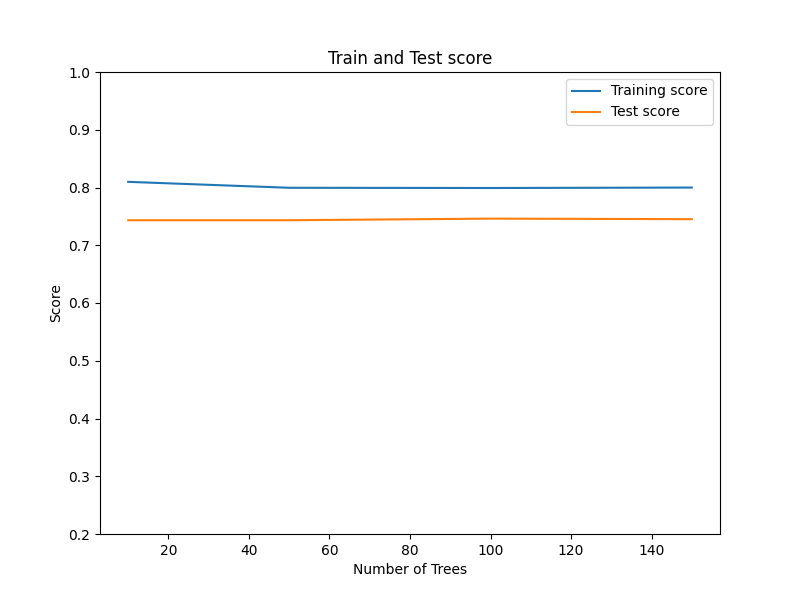 Train and Test score
1.0
0.9
0.8
0.7
0.6
0.5
0.4
0.3
0.2
Score
Training score
Test score
20 40 60 80 100 120 140
Number of Trees